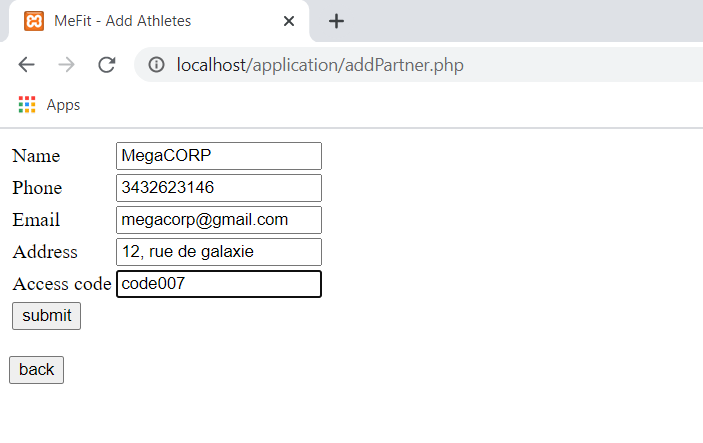 MeFit - Add Athletes
localhost/application/addPartner.php
Apps
Name MegaCORP
Phone 3432623146
Email megacorp@gmail.com
Address 12, rue de galaxie
Access code code007
submit
back